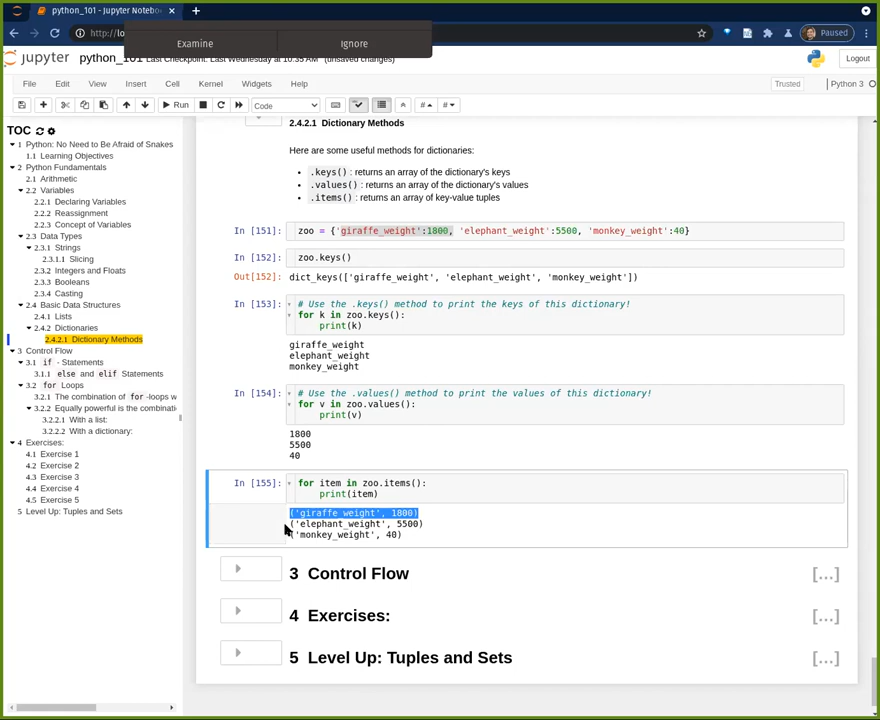 python_101 - Jupyter Noteboo
http://lo
Paused
Examine
Ignore
jupyter
python_101
Last Checkpoint: Last Wednesday at 10:35 AM
(unsaved changes)
Logout
File
Edit
View
Insert
Cell
Kernel
Widgets
Help
Trusted
Python 3
Run
Code
TOC
1 Python: No Need to Be Afraid of Snakes
1.1 Learning Objectives
2 Python Fundamentals
2.1 Arithmetic
2.2 Variables
2.2.1 Declaring Variables
2.2.2 Reassignment
2.2.3 Concept of Variables
2.3 Data Types
2.3.1 Strings
2.3.1.1 Slicing
2.3.2 Integers and Floats
2.3.3 Booleans
2.3.4 Casting
2.4 Basic Data Structures
2.4.1 Lists
2.4.2 Dictionaries
2.4.2.1 Dictionary Methods
3 Control Flow
3.1 if - Statements
3.1.1 else and elif Statements
3.2 for Loops
3.2.1 The combination of for -loops w
3.2.2 Equally powerful is the combinati
3.2.2.1 With a list:
3.2.2.2 With a dictionary:
4 Exercises:
4.1 Exercise 1
4.2 Exercise 2
4.3 Exercise 3
4.4 Exercise 4
4.5 Exercise 5
5 Level Up: Tuples and Sets
2.4.2.1 Dictionary Methods
Here are some useful methods for dictionaries:
• .keys() : returns an array of the dictionary's keys
• .values() : returns an array of the dictionary's values
• .items() : returns an array of key-value tuples
In [151]: zoo = {'giraffe_weight':1800, 'elephant_weight':5500, 'monkey_weight':40}
In [152]: zoo.keys()
Out[152]: dict_keys(['giraffe_weight', 'elephant_weight', 'monkey_weight'])
In [153]: # Use the .keys() method to print the keys of this dictionary!
for k in zoo.keys():
print(k)
giraffe_weight
elephant_weight
monkey_weight
In [154]: # Use the .values() method to print the values of this dictionary!
for v in zoo.values():
print(v)
1800
5500
40
In [155]: for item in zoo.items():
print(item)
('giraffe_weight', 1800)
('elephant_weight', 5500)
('monkey_weight', 40)
3 Control Flow
[...]
4 Exercises:
[...]
5 Level Up: Tuples and Sets
[...]